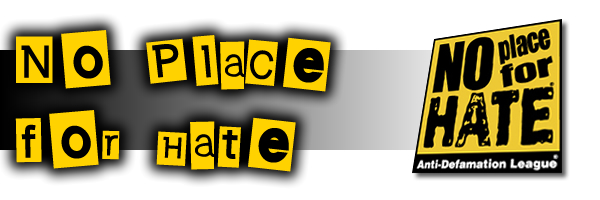 No Place
for Hate
NO place
for
HATE
Anti-Defamation League®